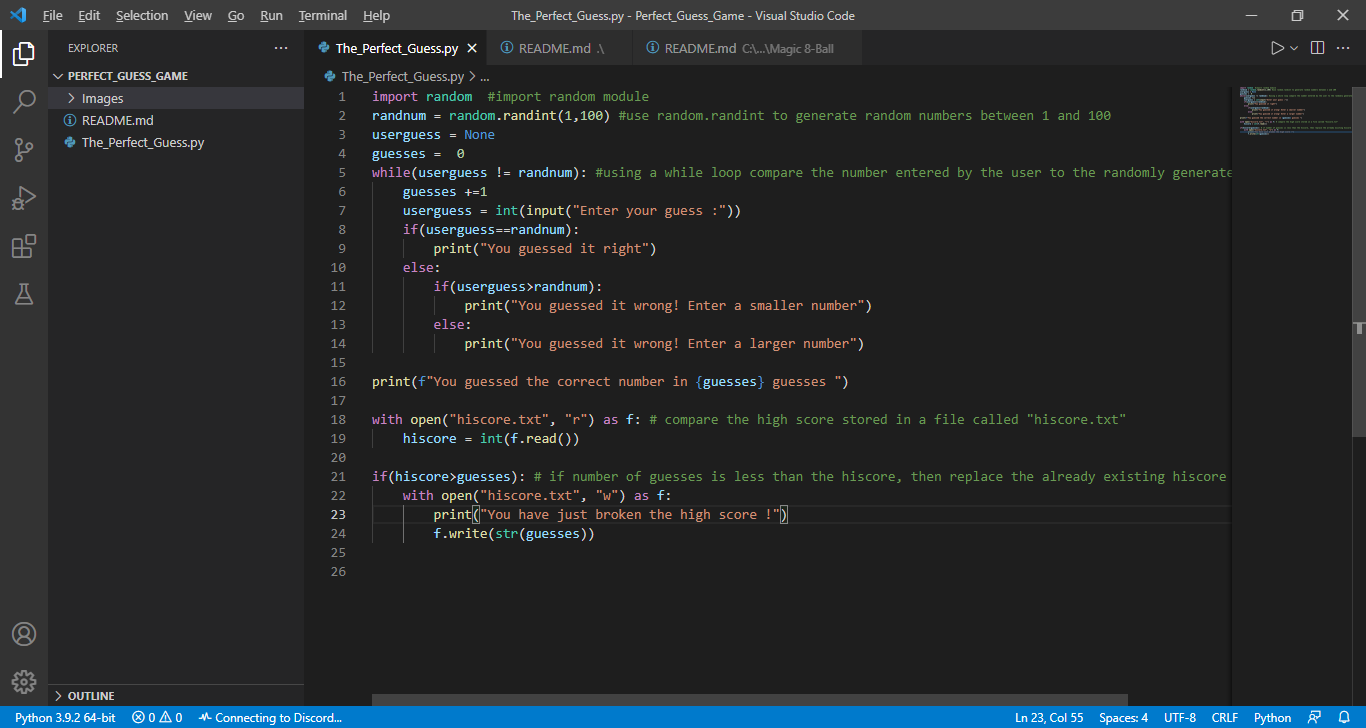 File Edit Selection View Go Run Terminal Help The_Perfect_Guess.py - Perfect_Guess_Game - Visual Studio Code
EXPLORER
PERFECT_GUESS_GAME
Images
README.md
The_Perfect_Guess.py
OUTLINE
The_Perfect_Guess.py README.md .\ README.md C:\...\Magic 8-Ball
The_Perfect_Guess.py > ...
1 import random  #import random module
2 randnum = random.randint(1,100) #use random.randint to generate random numbers between 1 and 100
3 userguess = None
4 guesses =  0
5 while(userguess != randnum): #using a while loop compare the number entered by the user to the randomly generate
6     guesses +=1
7     userguess = int(input("Enter your guess :"))
8     if(userguess==randnum):
9         print("You guessed it right")
10     else:
11         if(userguess>randnum):
12             print("You guessed it wrong! Enter a smaller number")
13         else:
14             print("You guessed it wrong! Enter a larger number")
15
16 print(f"You guessed the correct number in {guesses} guesses ")
17
18 with open("hiscore.txt", "r") as f: # compare the high score stored in a file called "hiscore.txt"
19     hiscore = int(f.read())
20
21 if(hiscore>guesses): # if number of guesses is less than the hiscore, then replace the already existing hiscore
22     with open("hiscore.txt", "w") as f:
23         print("You have just broken the high score !")
24         f.write(str(guesses))
25
26
Python 3.9.2 64-bit 0 0 Connecting to Discord... Ln 23, Col 55 Spaces: 4 UTF-8 CRLF Python